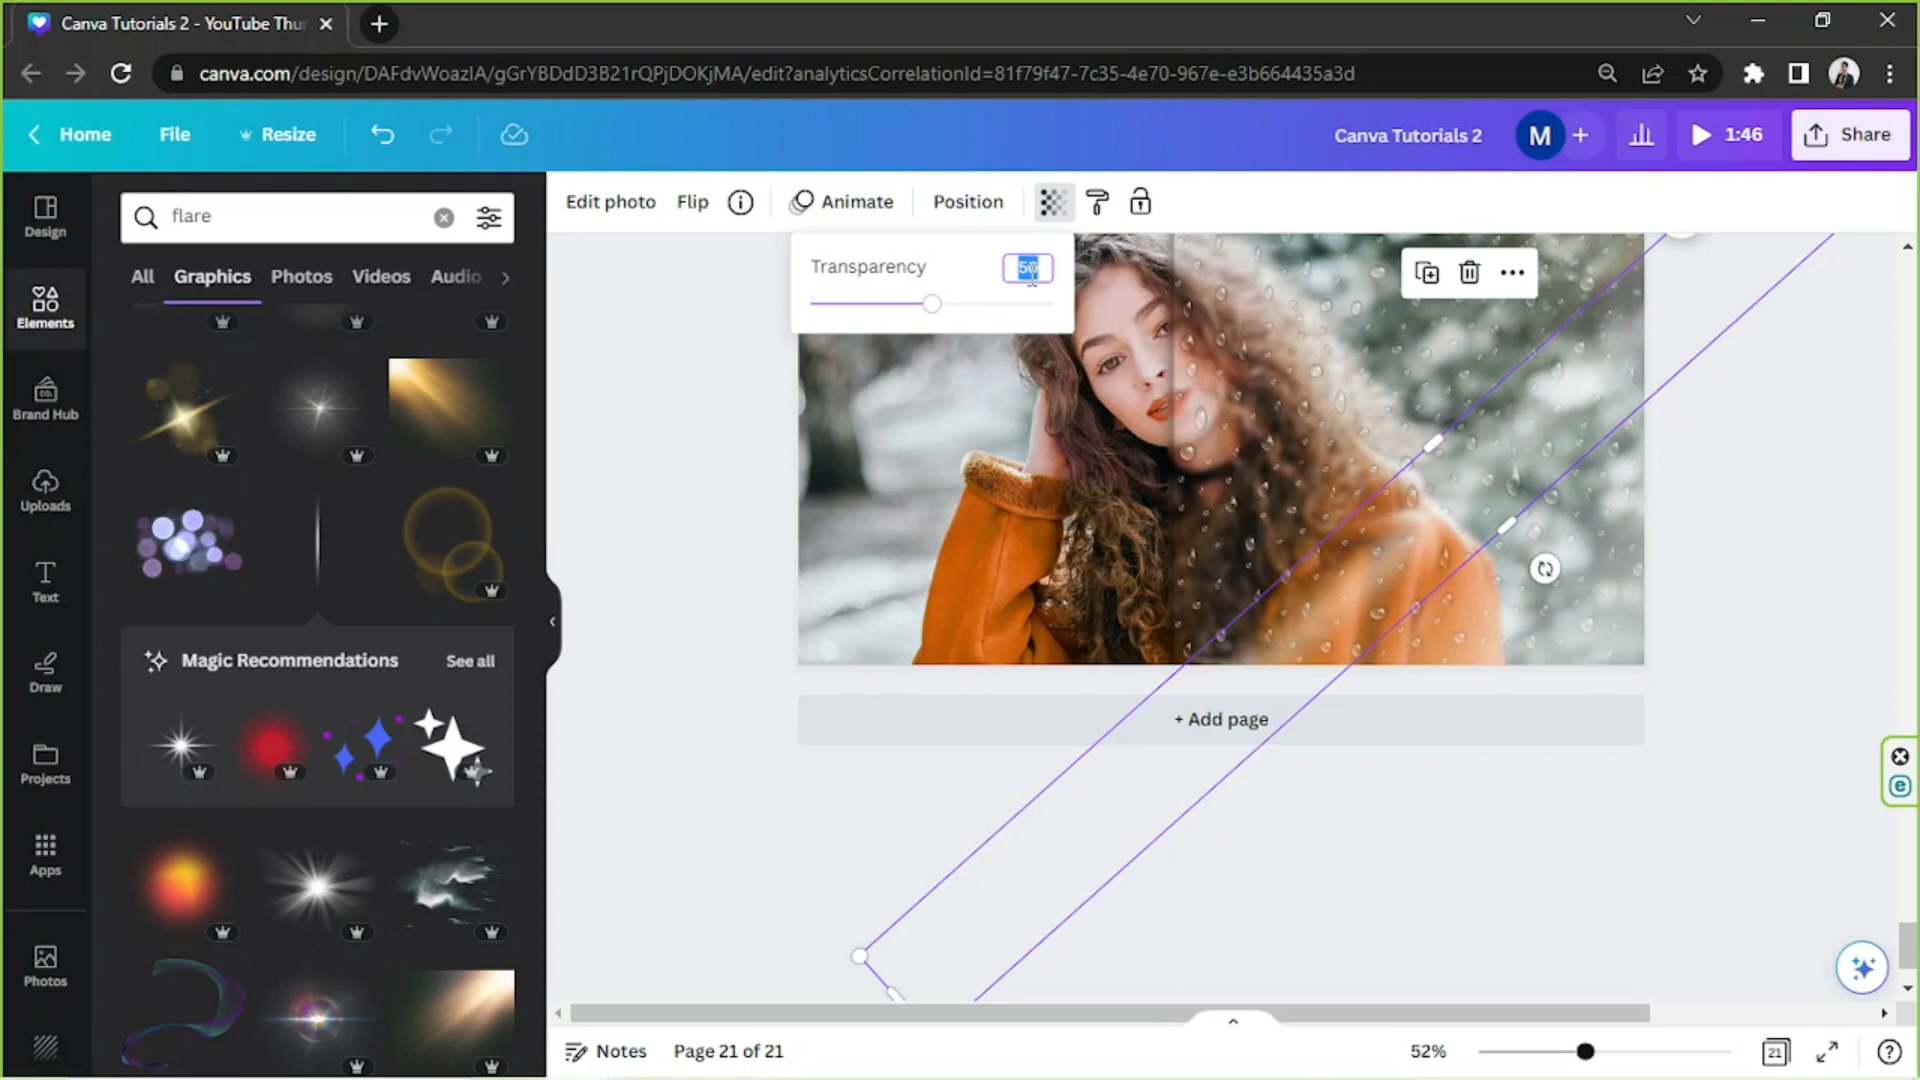 Canva Tutorials 2 - YouTube Thu
canva.com/design/DAFdvWoazIA/gGrYBDdD3B21rQPjDOKjMA/edit?analyticsCorrelationId=81f79f47-7c35-4e70-967e-e3b664435a3d
Home File Resize Canva Tutorials 2 M + 1:46 Share
Design
Elements
Brand Hub
Uploads
Text
Draw
Projects
Apps
Photos
flare
All Graphics Photos Videos Audio
Magic Recommendations See all
Edit photo Flip Animate Position
Transparency 50
+ Add page
Notes Page 21 of 21 52% 21